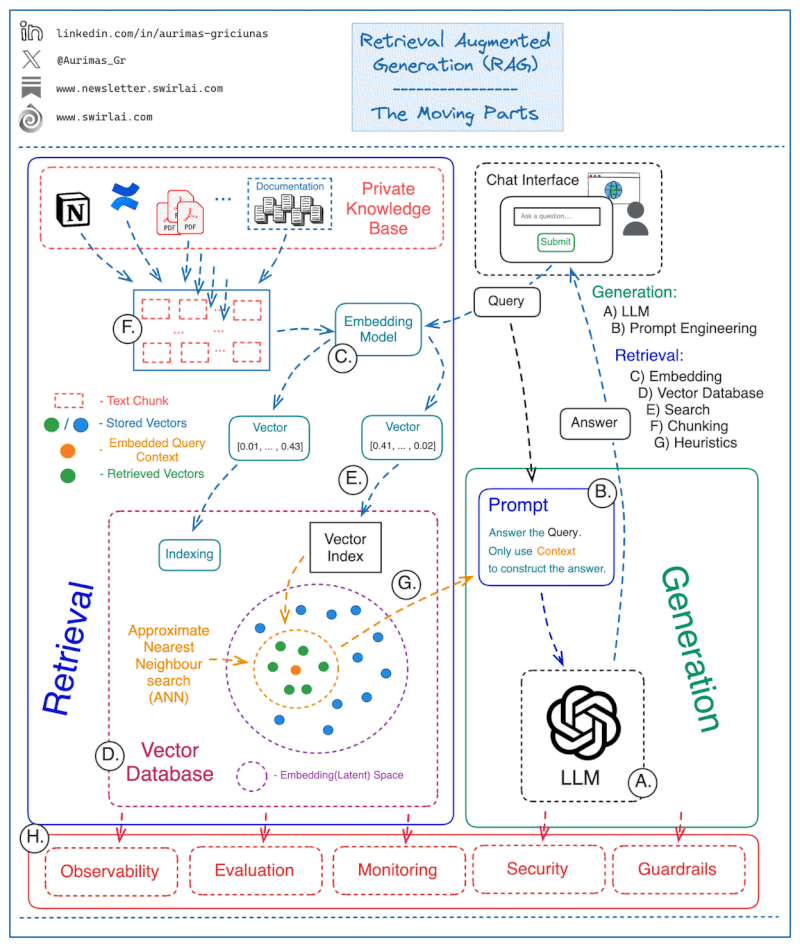 in
linkedin.com/in/aurimas-griciunas
@Aurimas_Gr
www.newsletter.swirlai.com
www.swirlai.com
Retrieval Augmented
Generation (RAG)
----------------
The Moving Parts
N
PDF
PDF
PDF
...
Documentation
Private
Knowledge
Base
Chat Interface
Ask a question....
Submit
Query
Generation:
A) LLM
B) Prompt Engineering
Retrieval:
C) Embedding
D) Vector Database
E) Search
F) Chunking
G) Heuristics
F.
...
...
...
...
Embedding
Model
C.
- Text Chunk
/
- Stored Vectors
- Embedded Query
Context
- Retrieved Vectors
Vector
[0.01, ... , 0.43]
Vector
[0.41, ... , 0.02]
Answer
E.
B.
Prompt
Answer the Query.
Only use Context
to construct the answer.
Indexing
Vector
Index
G.
Retrieval
Generation
Approximate
Nearest
Neighbour
search
(ANN)
D.
Vector
Database
- Embedding(Latent) Space
LLM
A.
H.
Observability
Evaluation
Monitoring
Security
Guardrails